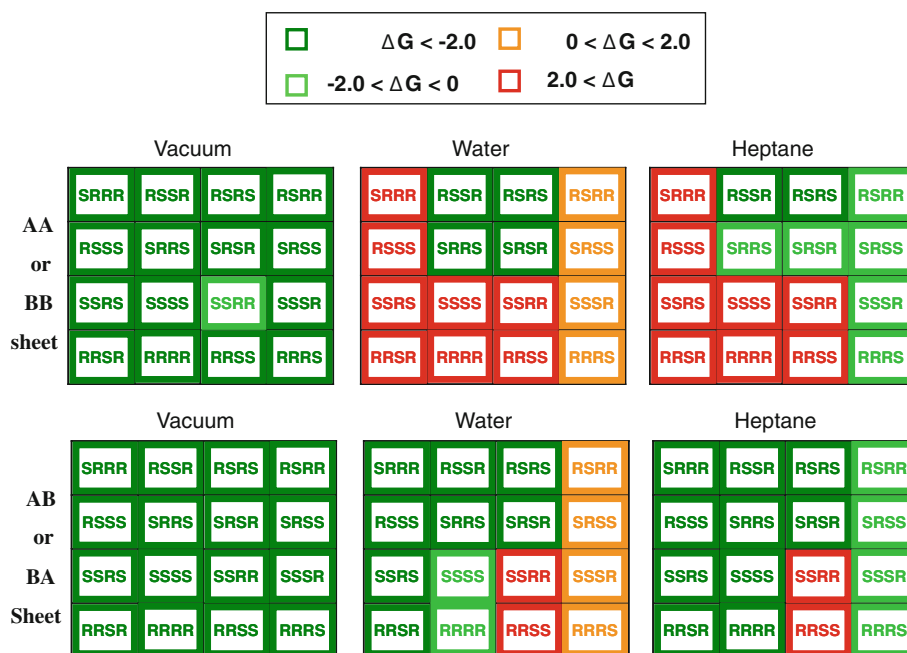 ΔG < -2.0 0 < ΔG < 2.0
-2.0 < ΔG < 0 2.0 < ΔG
Vacuum Water Heptane
AA or BB sheet
SRRR RSSR RSRS RSRR SRRR RSSR RSRS RSRR SRRR RSSR RSRS RSRR
RSSS SRRS SRSR SRSS RSSS SRRS SRSR SRSS RSSS SRRS SRSR SRSS
SSRS SSSS SSRR SSSR SSRS SSSS SSRR SSSR SSRS SSSS SSRR SSSR
RRSR RRRR RRSS RRRS RRSR RRRR RRSS RRRS RRSR RRRR RRSS RRRS
Vacuum Water Heptane
AB or BA Sheet
SRRR RSSR RSRS RSRR SRRR RSSR RSRS RSRR SRRR RSSR RSRS RSRR
RSSS SRRS SRSR SRSS RSSS SRRS SRSR SRSS RSSS SRRS SRSR SRSS
SSRS SSSS SSRR SSSR SSRS SSSS SSRR SSSR SSRS SSSS SSRR SSSR
RRSR RRRR RRSS RRRS RRSR RRRR RRSS RRRS RRSR RRRR RRSS RRRS